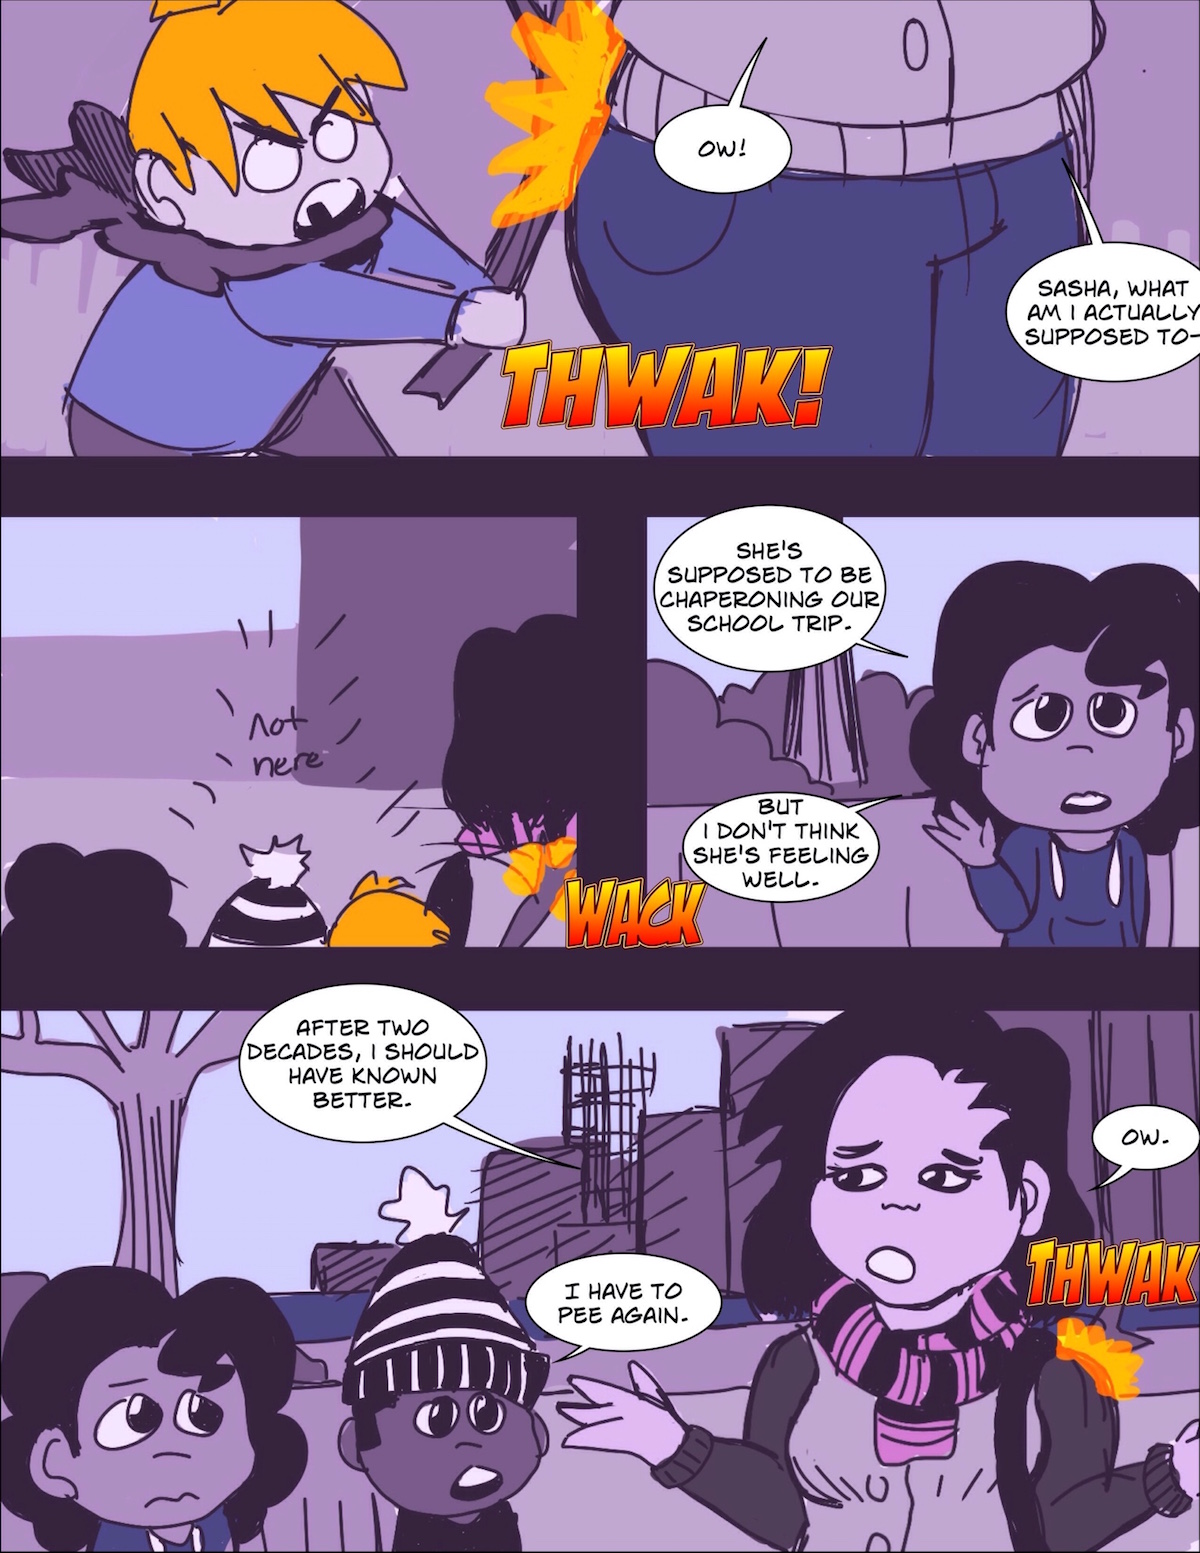 OW!
SASHA, WHAT
AM I ACTUALLY
SUPPOSED TO-
THWAK!
not
here
WACK
SHE'S
SUPPOSED TO BE
CHAPERONING OUR
SCHOOL TRIP.
BUT
I DON'T THINK
SHE'S FEELING
WELL.
AFTER TWO
DECADES, I SHOULD
HAVE KNOWN
BETTER.
I HAVE TO
PEE AGAIN.
OW.
THWAK